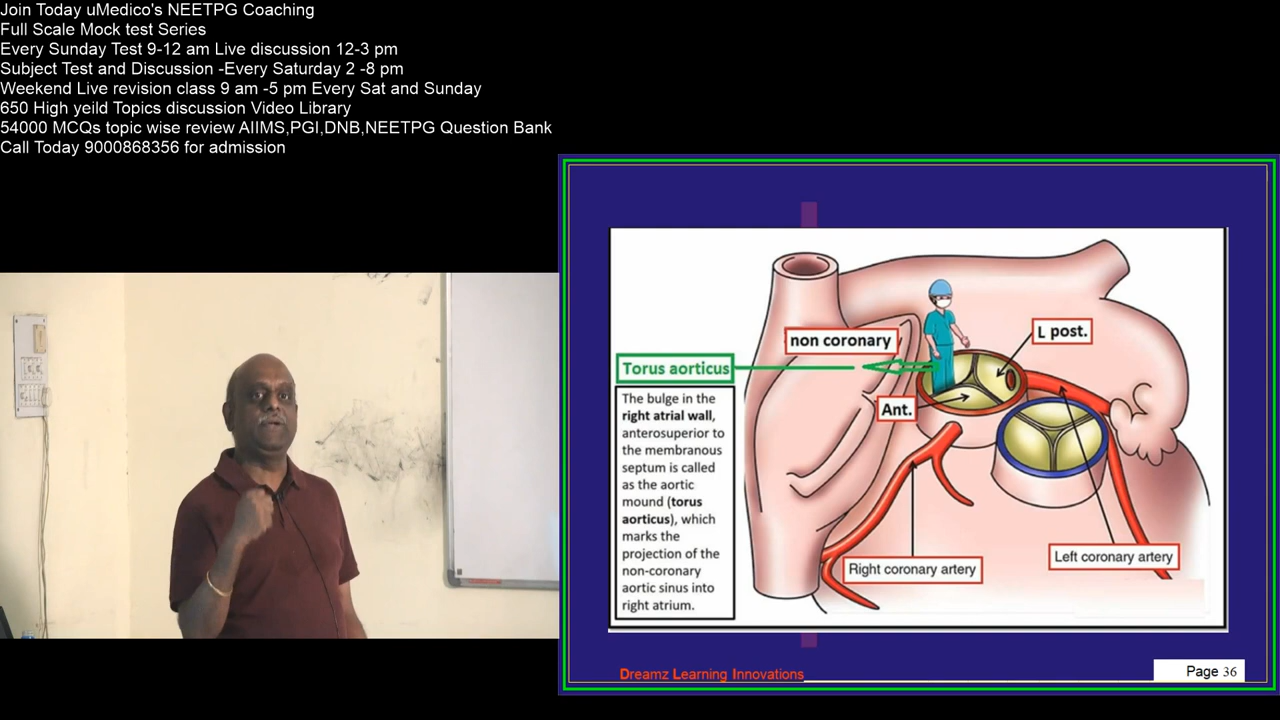 Join Today uMedico's NEETPG Coaching
Full Scale Mock test Series
Every Sunday Test 9-12 am Live discussion 12-3 pm
Subject Test and Discussion -Every Saturday 2 -8 pm
Weekend Live revision class 9 am -5 pm Every Sat and Sunday
650 High yeild Topics discussion Video Library
54000 MCQs topic wise review AIIMS,PGI,DNB,NEETPG Question Bank
Call Today 9000868356 for admission
non coronary
L post.
Torus aorticus
Ant.
The bulge in the
right atrial wall,
anterosuperior to
the membranous
septum is called
as the aortic
mound (torus
aorticus), which
marks the
projection of the
non-coronary
aortic sinus into
right atrium.
Right coronary artery
Left coronary artery
Dreamz Learning Innovations
Page 36